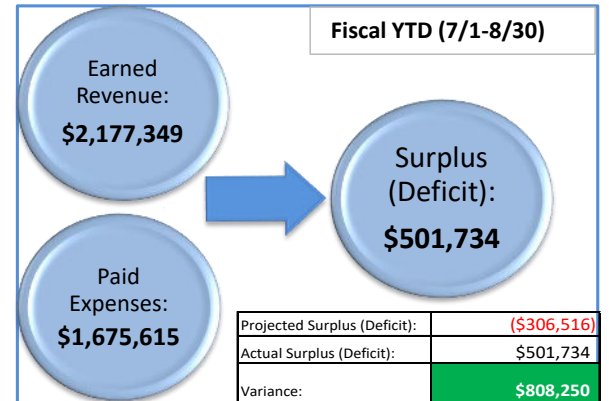 Fiscal YTD (7/1-8/30)
Earned
Revenue:
$2,177,349
Surplus
(Deficit):
$501,734
Paid
Expenses:
$1,675,615
Projected Surplus (Deficit): ($306,516)
Actual Surplus (Deficit): $501,734
Variance: $808,250